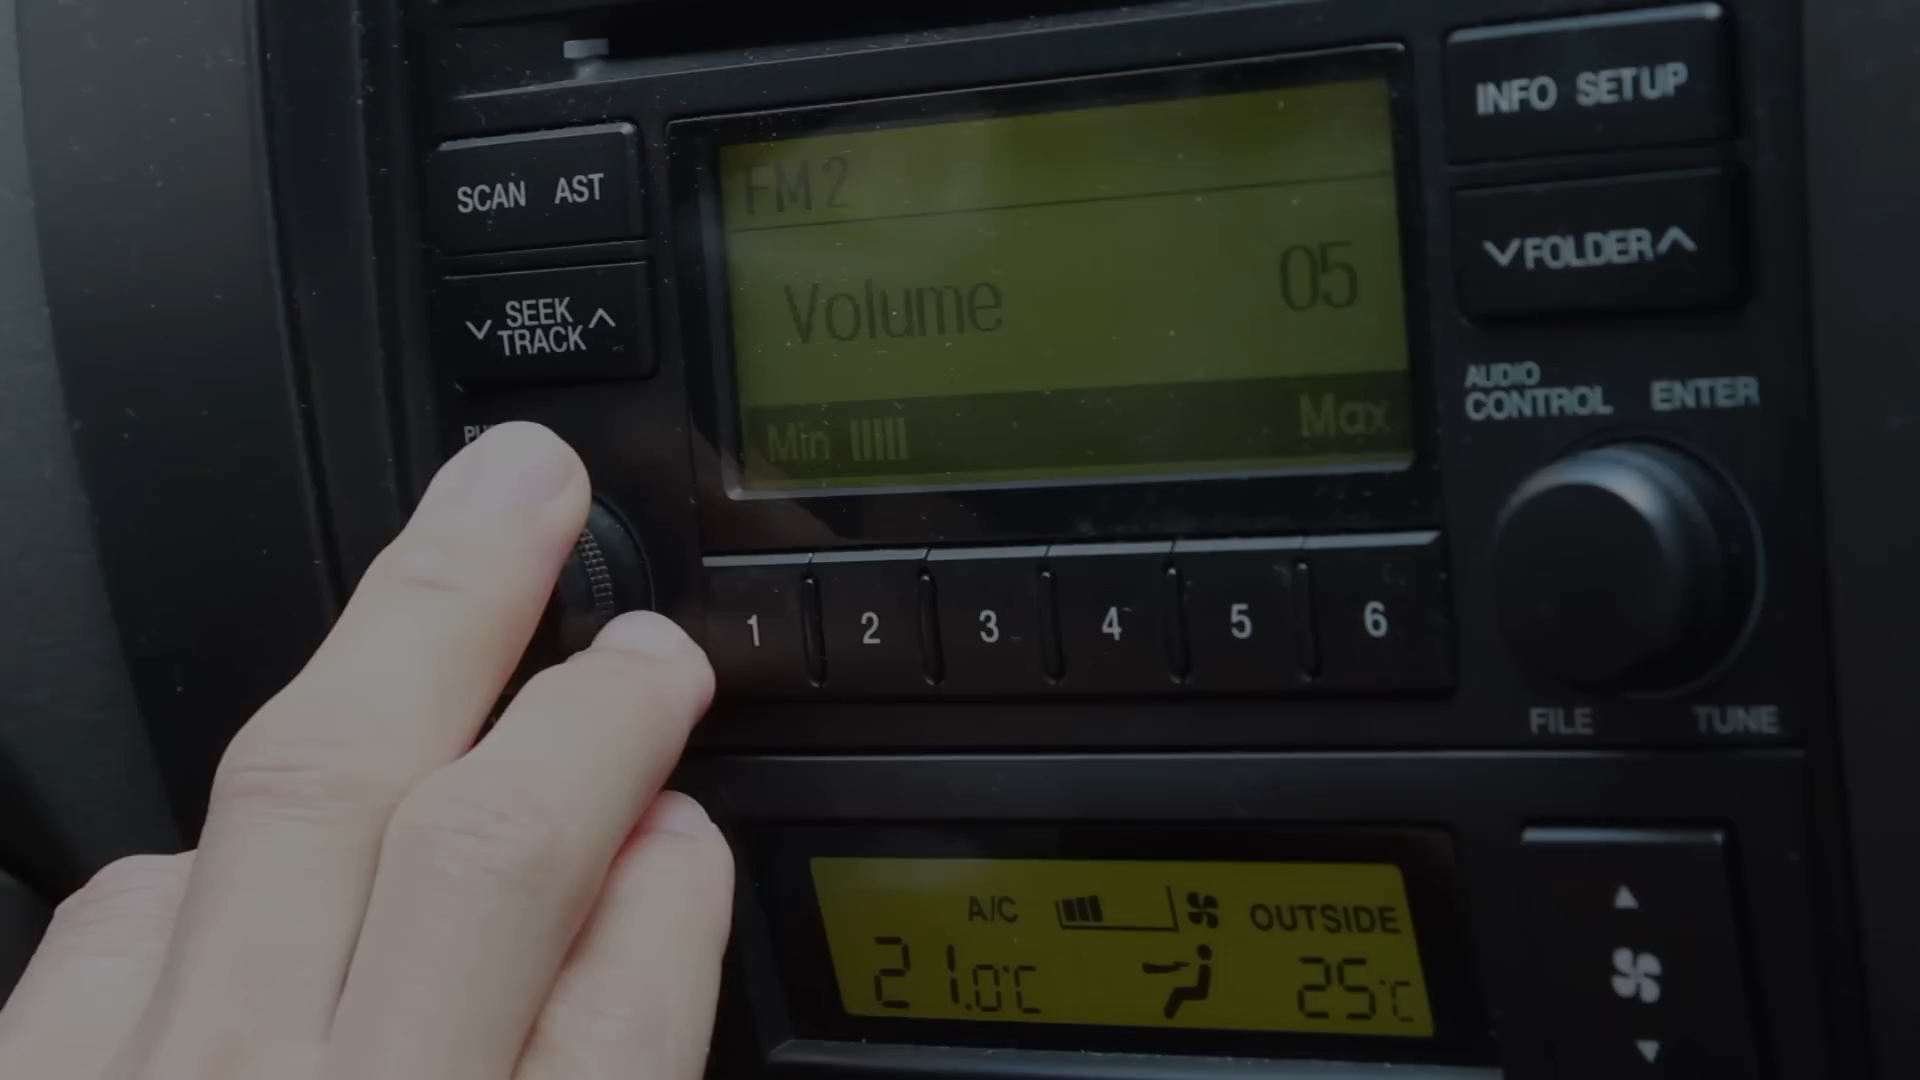 INFO SETUP
SCAN AST
FM2
FOLDER
SEEK
TRACK
Volume 05
AUDIO
CONTROL ENTER
Min Max
1 2 3 4 5 6
FILE TUNE
A/C OUTSIDE
21.0°C 25°C